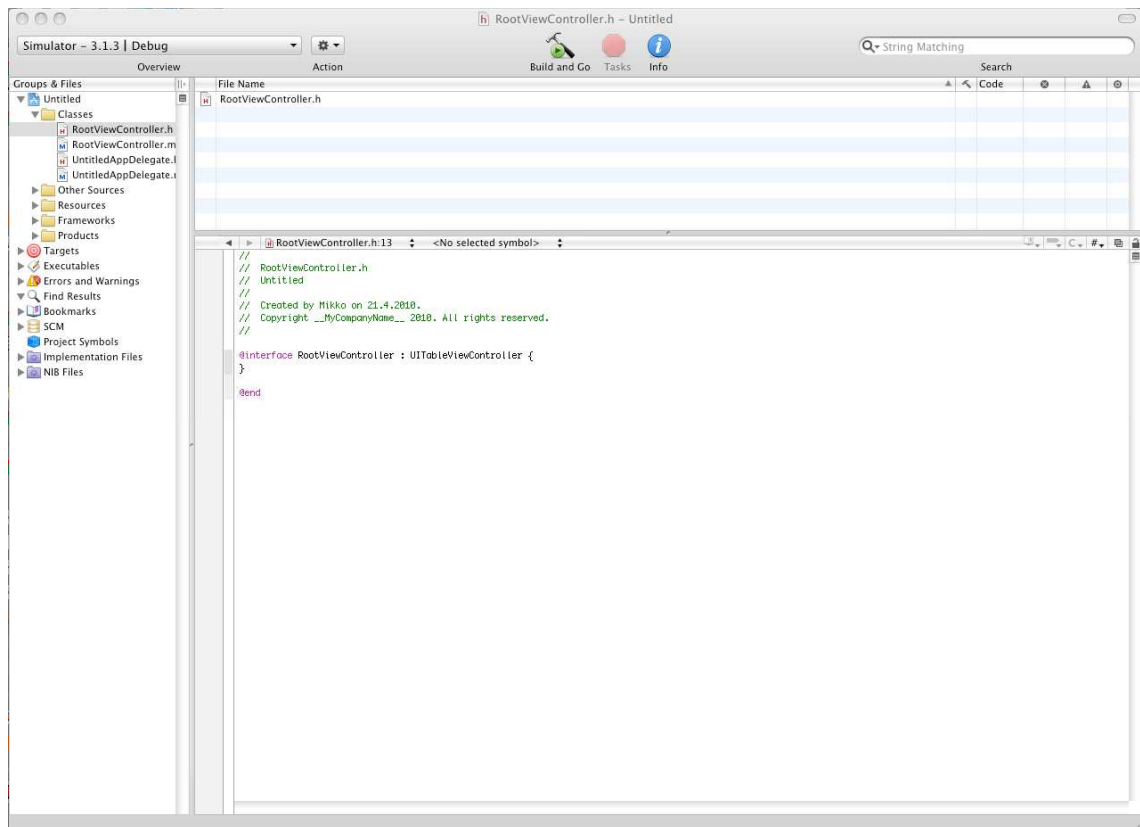 RootViewController.h – Untitled
Simulator – 3.1.3 | Debug
String Matching
Overview
Action
Build and Go
Tasks
Info
Search
Groups & Files
File Name
Code
Untitled
RootViewController.h
Classes
RootViewController.h
RootViewController.m
UntitledAppDelegate.
UntitledAppDelegate.
Other Sources
Resources
Frameworks
Products
Targets
Executables
Errors and Warnings
Find Results
Bookmarks
SCM
Project Symbols
Implementation Files
NIB Files
RootViewController.h:13
<No selected symbol>
C
#
//
// RootViewController.h
// Untitled
//
// Created by Mikko on 21.4.2010.
// Copyright __MyCompanyName__ 2010. All rights reserved.
//
@interface RootViewController : UITableViewController {
}
@end